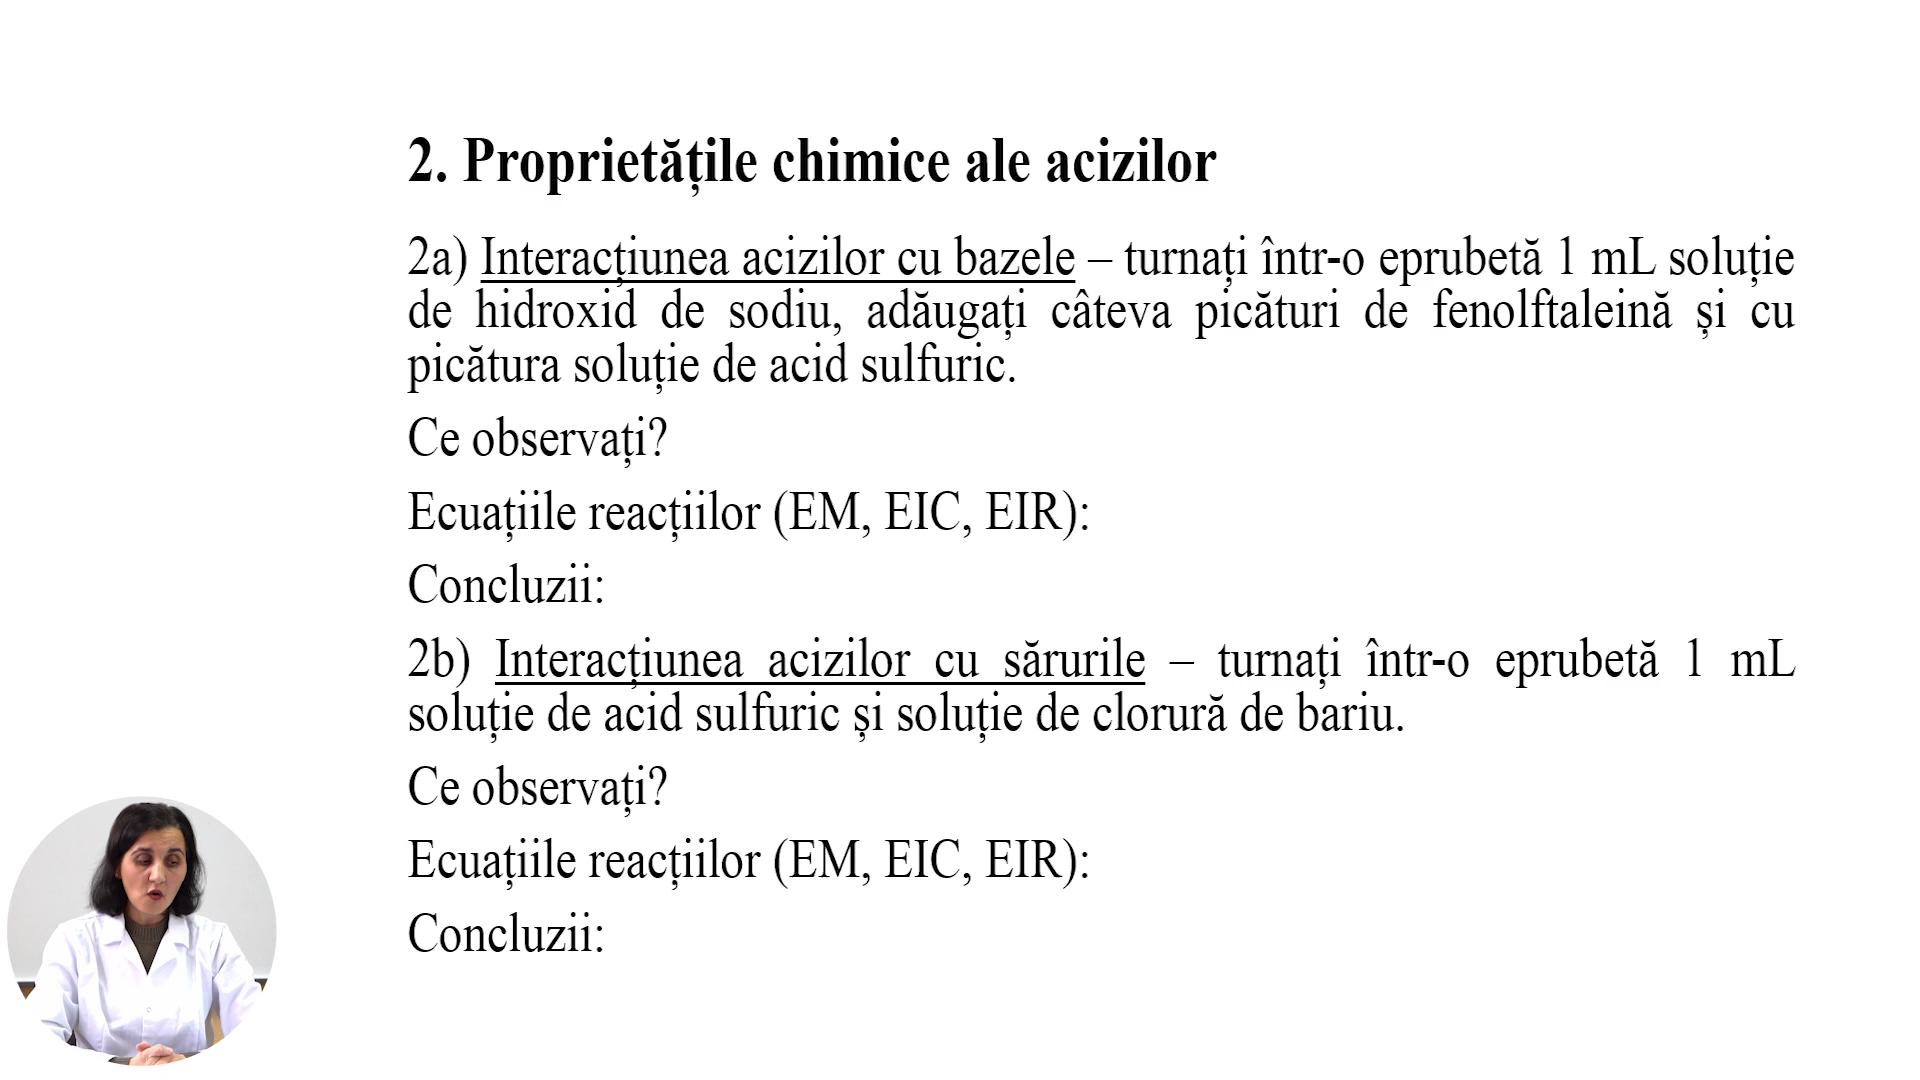 2. Proprietățile chimice ale acizilor
2a) Interacțiunea acizilor cu bazele – turnați într-o eprubetă 1 mL soluție
de hidroxid de sodiu, adăugați câteva picături de fenolftaleină și cu
picătura soluție de acid sulfuric.
Ce observați?
Ecuațiile reacțiilor (EM, EIC, EIR):
Concluzii:
2b) Interacțiunea acizilor cu sărurile – turnați într-o eprubetă 1 mL
soluție de acid sulfuric și soluție de clorură de bariu.
Ce observați?
Ecuațiile reacțiilor (EM, EIC, EIR):
Concluzii: